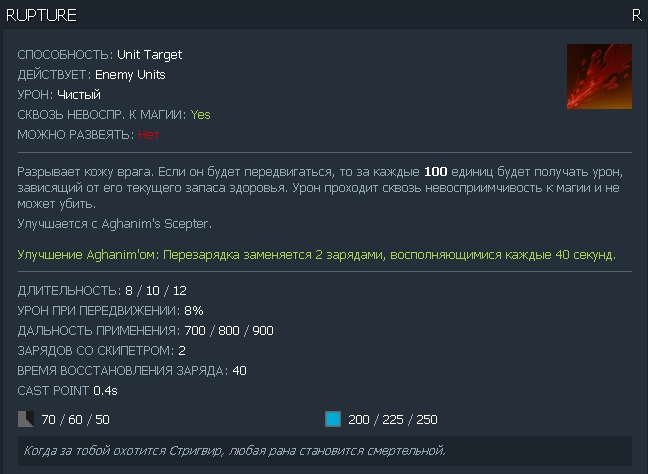 RUPTURE R
СПОСОБНОСТЬ: Unit Target
ДЕЙСТВУЕТ: Enemy Units
УРОН: Чистый
СКВОЗЬ НЕВОСПР. К МАГИИ: Yes
МОЖНО РАЗВЕЯТЬ: Нет
Разрывает кожу врага. Если он будет передвигаться, то за каждые 100 единиц будет получать урон,
зависящий от его текущего запаса здоровья. Урон проходит сквозь невосприимчивость к магии и не
может убить.
Улучшается с Aghanim's Scepter.
Улучшение Aghanim'ом: Перезарядка заменяется 2 зарядами, восполняющимися каждые 40 секунд.
ДЛИТЕЛЬНОСТЬ: 8 / 10 / 12
УРОН ПРИ ПЕРЕДВИЖЕНИИ: 8%
ДАЛЬНОСТЬ ПРИМЕНЕНИЯ: 700 / 800 / 900
ЗАРЯДОВ СО СКИПЕТРОМ: 2
ВРЕМЯ ВОССТАНОВЛЕНИЯ ЗАРЯДА: 40
CAST POINT 0.4s
70 / 60 / 50 200 / 225 / 250
Когда за тобой охотится Стригвир, любая рана становится смертельной.